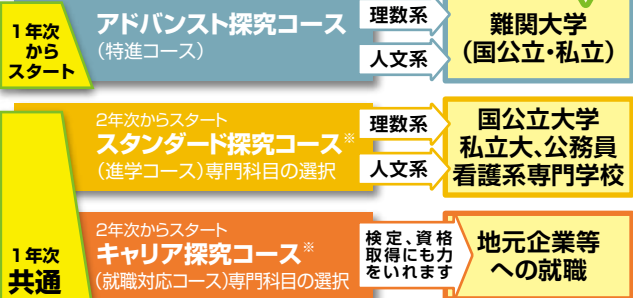 1年次
から
スタート
アドバンスト探究コース
（特進コース）
理数系
人文系
難関大学
（国公立・私立）
1年次
共通
2年次からスタート
スタンダード探究コース※
（進学コース）専門科目の選択
理数系
人文系
国公立大学
私立大、公務員
看護系専門学校
2年次からスタート
キャリア探究コース※
（就職対応コース）専門科目の選択
検定、資格
取得にも力
をいれます
地元企業等
への就職